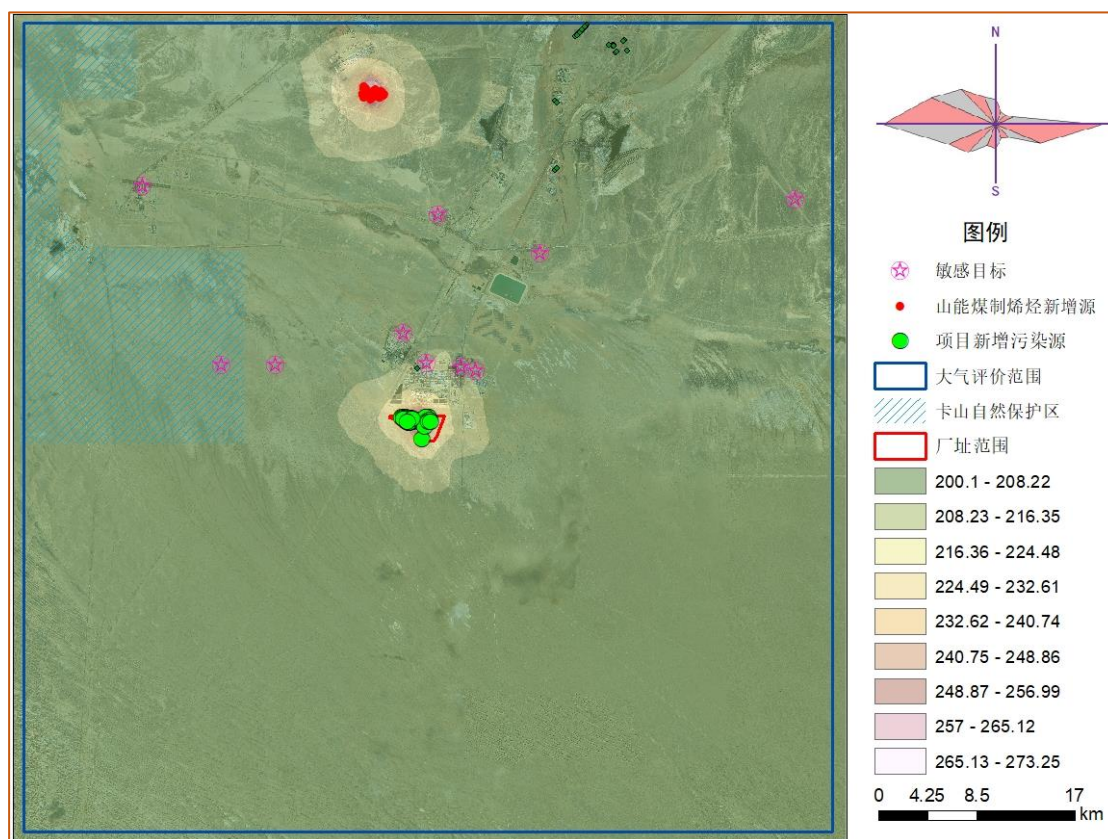 N
S
图例
敏感目标
山能煤制烯烃新增源
项目新增污染源
大气评价范围
卡山自然保护区
厂址范围
200.1 - 208.22
208.23 - 216.35
216.36 - 224.48
224.49 - 232.61
232.62 - 240.74
240.75 - 248.86
248.87 - 256.99
257 - 265.12
265.13 - 273.25
0 4.25 8.5 17
km